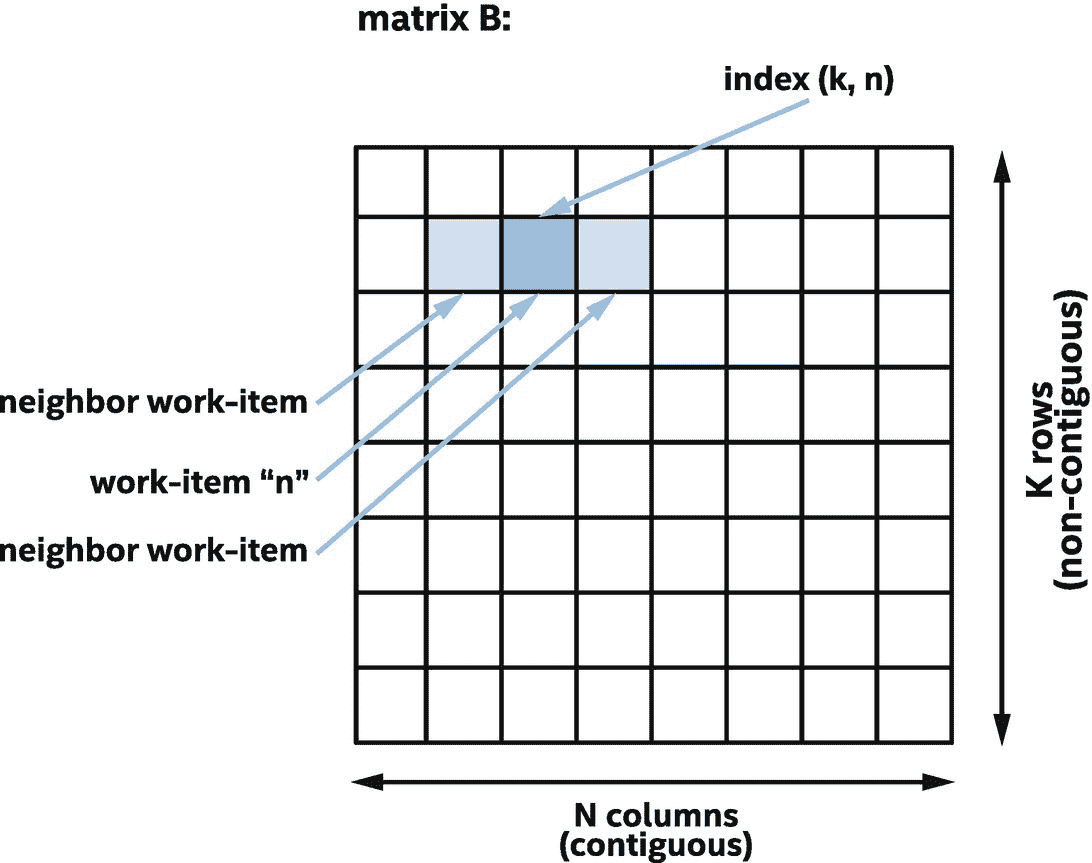 matrix B:
index (k, n)
neighbor work-item
work-item “n”
neighbor work-item
K rows
(non-contiguous)
N columns
(contiguous)